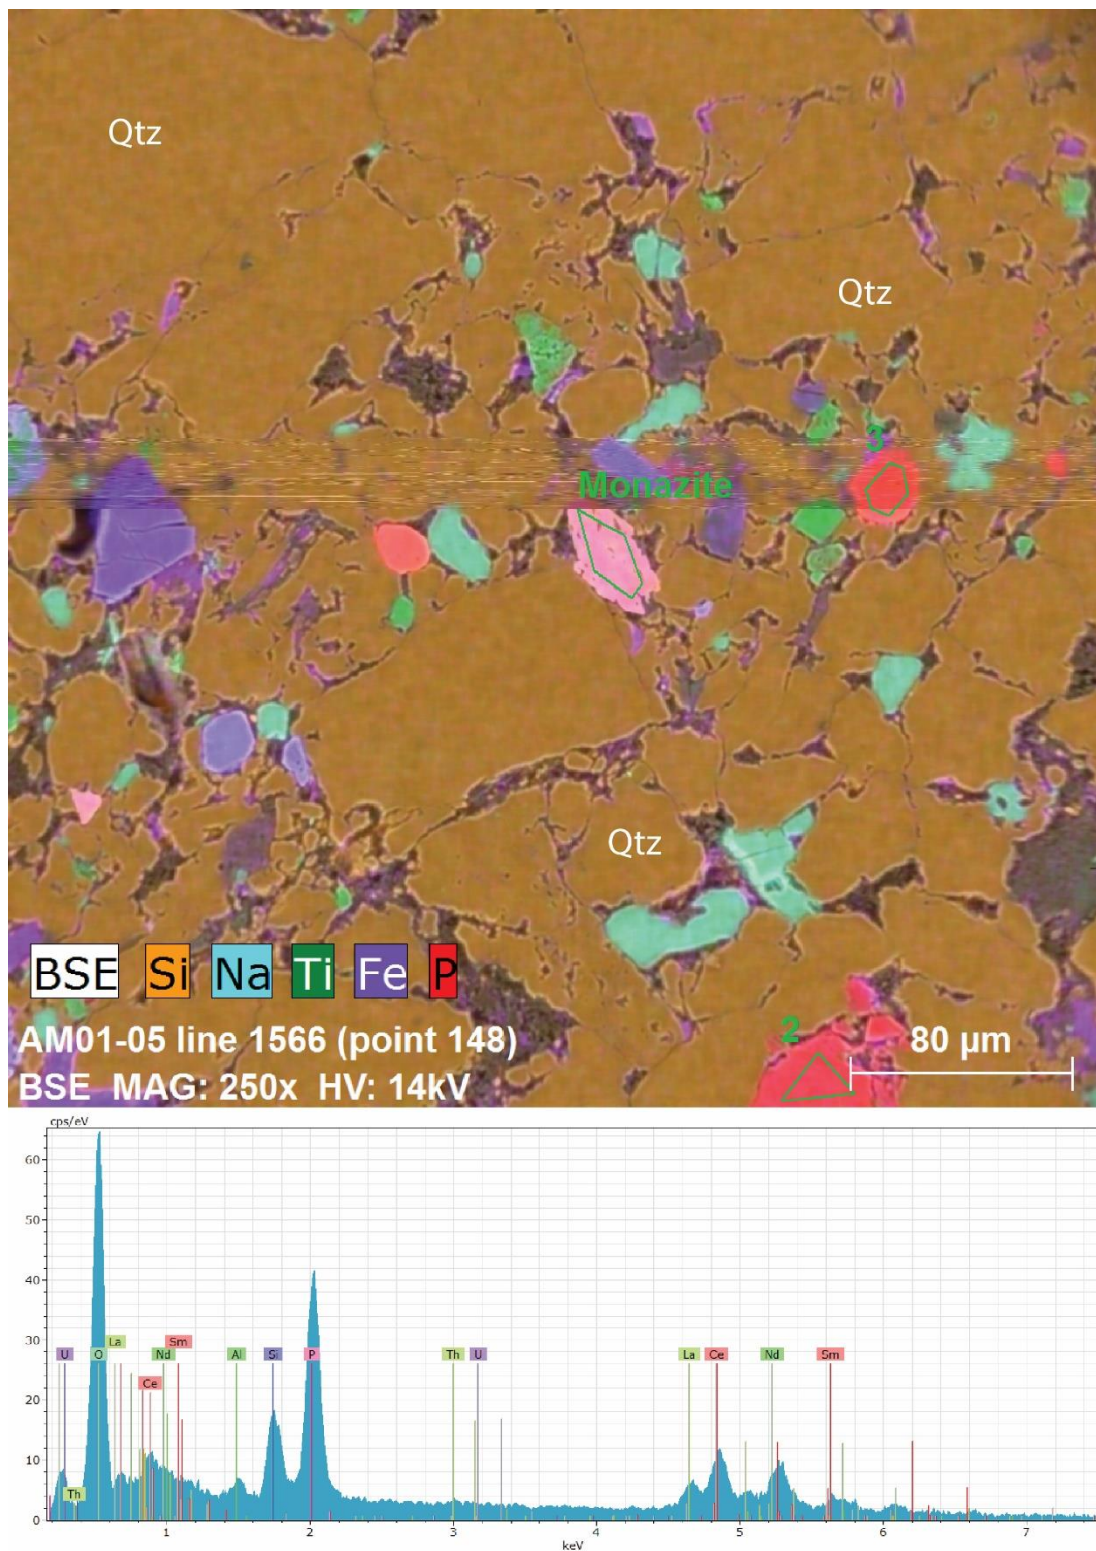 Qtz
Qtz
3
Monazite
Qtz
BSE Si Na Ti Fe P
2
80 µm
AM01-05 line 1566 (point 148)
BSE MAG: 250x HV: 14kV
cps/eV
60
50
40
30
20
10
0
La Sm
U O Nd Al Si P Th U La Ce Nd Sm
Ce
Th
1 2 3 4 5 6 7
keV